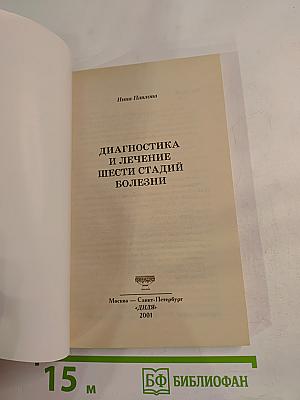 Нина Павлова
ДИАГНОСТИКА
И ЛЕЧЕНИЕ
ШЕСТИ СТАДИЙ
БОЛЕЗНИ
Москва — Санкт-Петербург
«ДИЛЯ»
2001
15 м
БФ БИБЛИОФАН